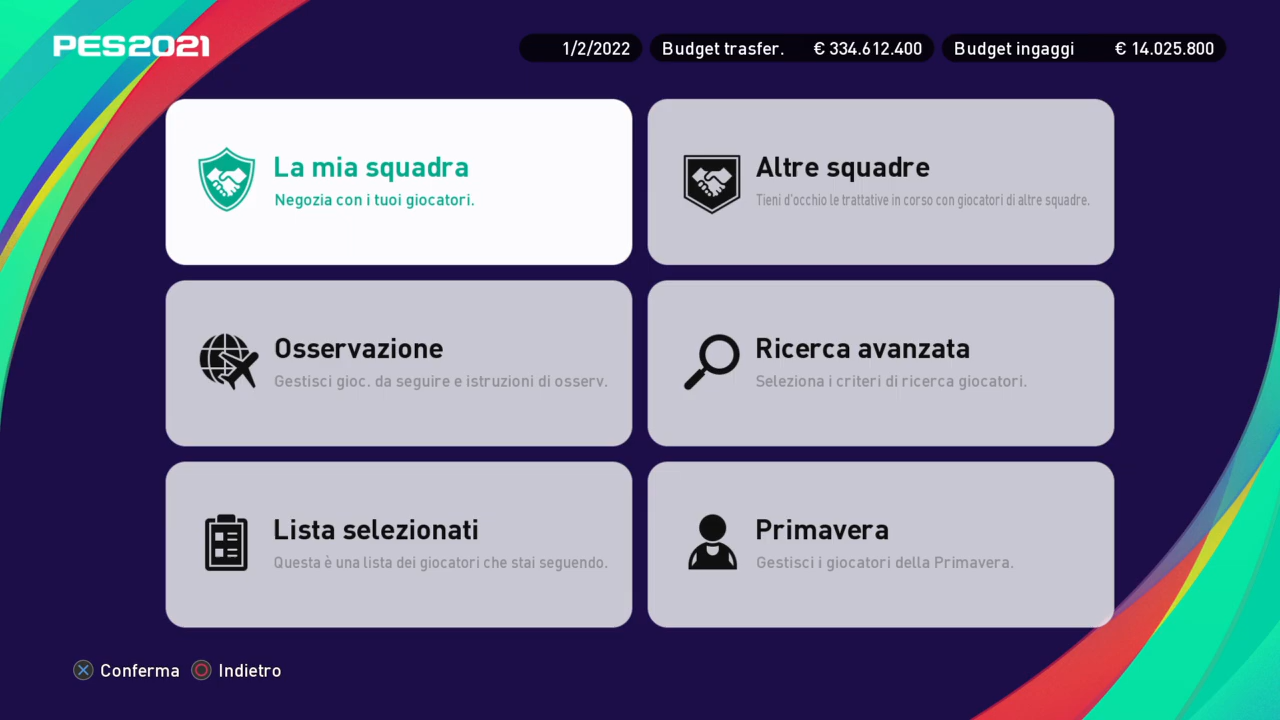 PES2021
1/2/2022
Budget trasfer. € 334.612.400
Budget ingaggi € 14.025.800
La mia squadra
Negozia con i tuoi giocatori.
Altre squadre
Tieni d'occhio le trattative in corso con giocatori di altre squadre.
Osservazione
Gestisci gioc. da seguire e istruzioni di osserv.
Ricerca avanzata
Seleziona i criteri di ricerca giocatori.
Lista selezionati
Questa è una lista dei giocatori che stai seguendo.
Primavera
Gestisci i giocatori della Primavera.
Conferma Indietro